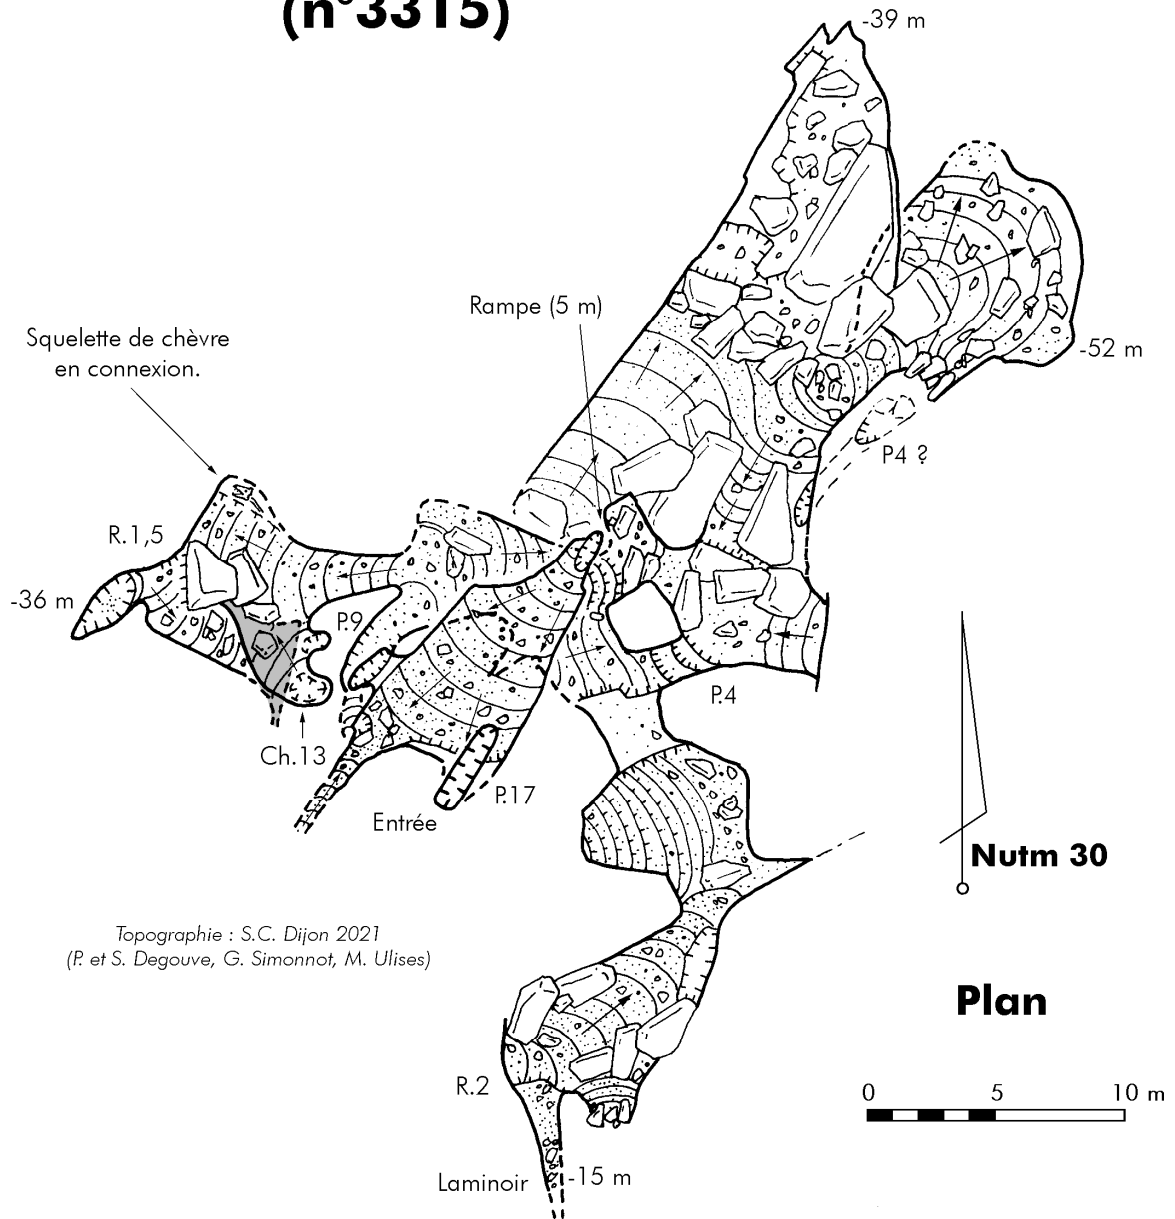 (n°3315)
-39 m
Rampe (5 m)
Squelette de chèvre
en connexion.
-52 m
P.4 ?
R.1,5
-36 m
P.9
P.4
Ch.13
P.17
Entrée
Nutm 30
Topographie : S.C. Dijon 2021
(P. et S. Degouve, G. Simonnot, M. Ulises)
Plan
R.2
0 5 10 m
Laminoir
-15 m